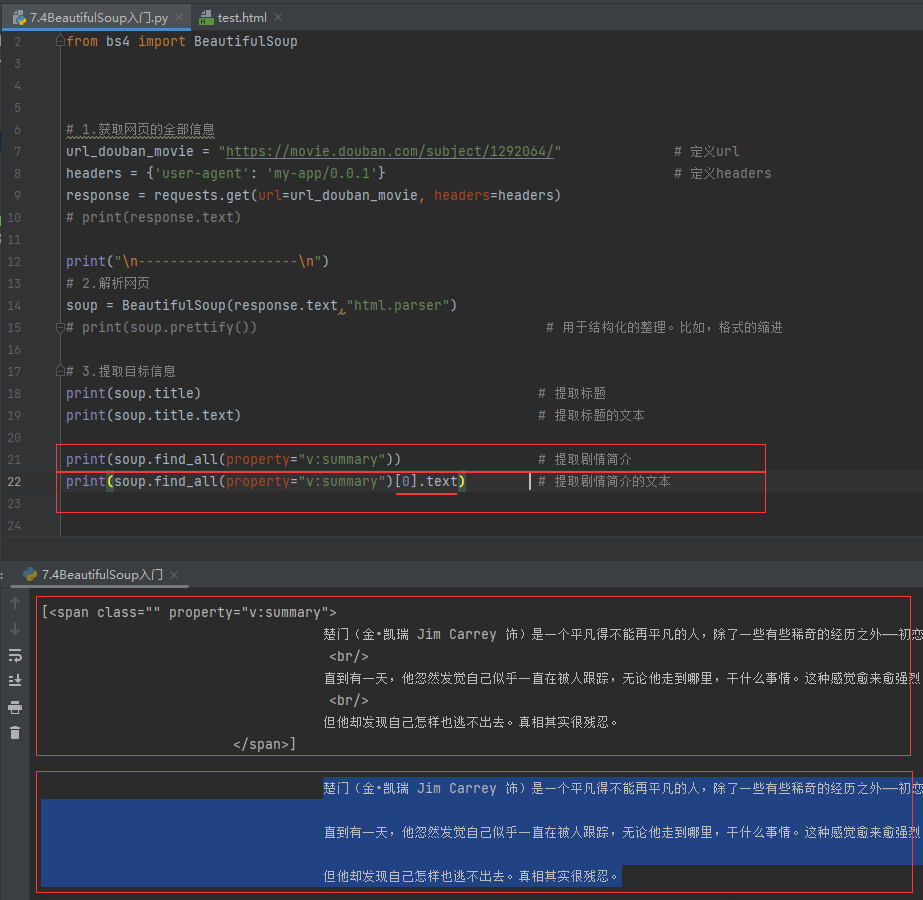 7.4BeautifulSoup入门.py
test.html
2 from bs4 import BeautifulSoup
3
4
5
6 # 1.获取网页的全部信息
7 url_douban_movie = "https://movie.douban.com/subject/1292064/" # 定义url
8 headers = {'user-agent': 'my-app/0.0.1'} # 定义headers
9 response = requests.get(url=url_douban_movie, headers=headers)
10 # print(response.text)
11
12 print("\n--------------------\n")
13 # 2.解析网页
14 soup = BeautifulSoup(response.text,"html.parser")
15 # print(soup.prettify()) # 用于结构化的整理。比如，格式的缩进
16
17 # 3.提取目标信息
18 print(soup.title) # 提取标题
19 print(soup.title.text) # 提取标题的文本
20
21 print(soup.find_all(property="v:summary")) # 提取剧情简介
22 print(soup.find_all(property="v:summary")[0].text) # 提取剧情简介的文本
23
24
: 7.4BeautifulSoup入门
[<span class="" property="v:summary">
楚门（金·凯瑞 Jim Carrey 饰）是一个平凡得不能再平凡的人，除了一些有些稀奇的经历之外——初恋
<br/>
直到有一天，他忽然发觉自己似乎一直在被人跟踪，无论他走到哪里，干什么事情。这种感觉愈来愈强烈
<br/>
但他却发现自己怎样也逃不出去。真相其实很残忍。
</span>]
楚门（金·凯瑞 Jim Carrey 饰）是一个平凡得不能再平凡的人，除了一些有些稀奇的经历之外——初恋
直到有一天，他忽然发觉自己似乎一直在被人跟踪，无论他走到哪里，干什么事情。这种感觉愈来愈强烈
但他却发现自己怎样也逃不出去。真相其实很残忍。